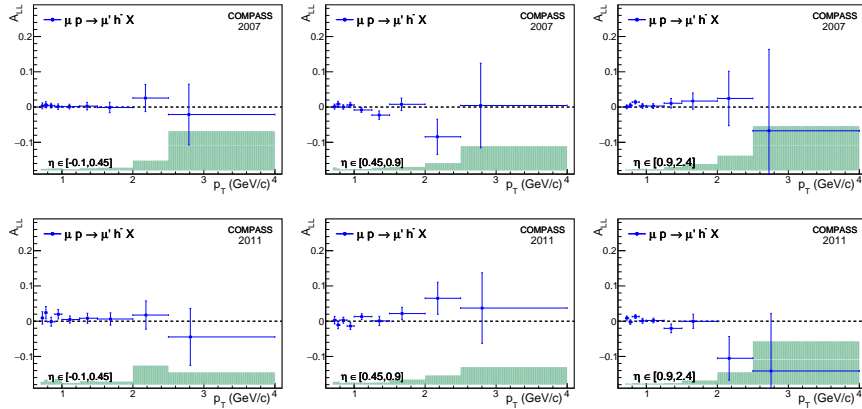 A_LL
μ p → μ' h⁻ X
COMPASS
2007
0.2
0.1
0
−0.1
η ∈ [-0.1,0.45]
1 2 3 4
p_T (GeV/c)
A_LL
μ p → μ' h⁻ X
COMPASS
2007
0.2
0.1
0
−0.1
η ∈ [0.45,0.9]
1 2 3 4
p_T (GeV/c)
A_LL
μ p → μ' h⁻ X
COMPASS
2007
0.2
0.1
0
−0.1
η ∈ [0.9,2.4]
1 2 3 4
p_T (GeV/c)
A_LL
μ p → μ' h⁻ X
COMPASS
2011
0.2
0.1
0
−0.1
η ∈ [-0.1,0.45]
1 2 3 4
p_T (GeV/c)
A_LL
μ p → μ' h⁻ X
COMPASS
2011
0.2
0.1
0
−0.1
η ∈ [0.45,0.9]
1 2 3 4
p_T (GeV/c)
A_LL
μ p → μ' h⁻ X
COMPASS
2011
0.2
0.1
0
−0.1
η ∈ [0.9,2.4]
1 2 3 4
p_T (GeV/c)